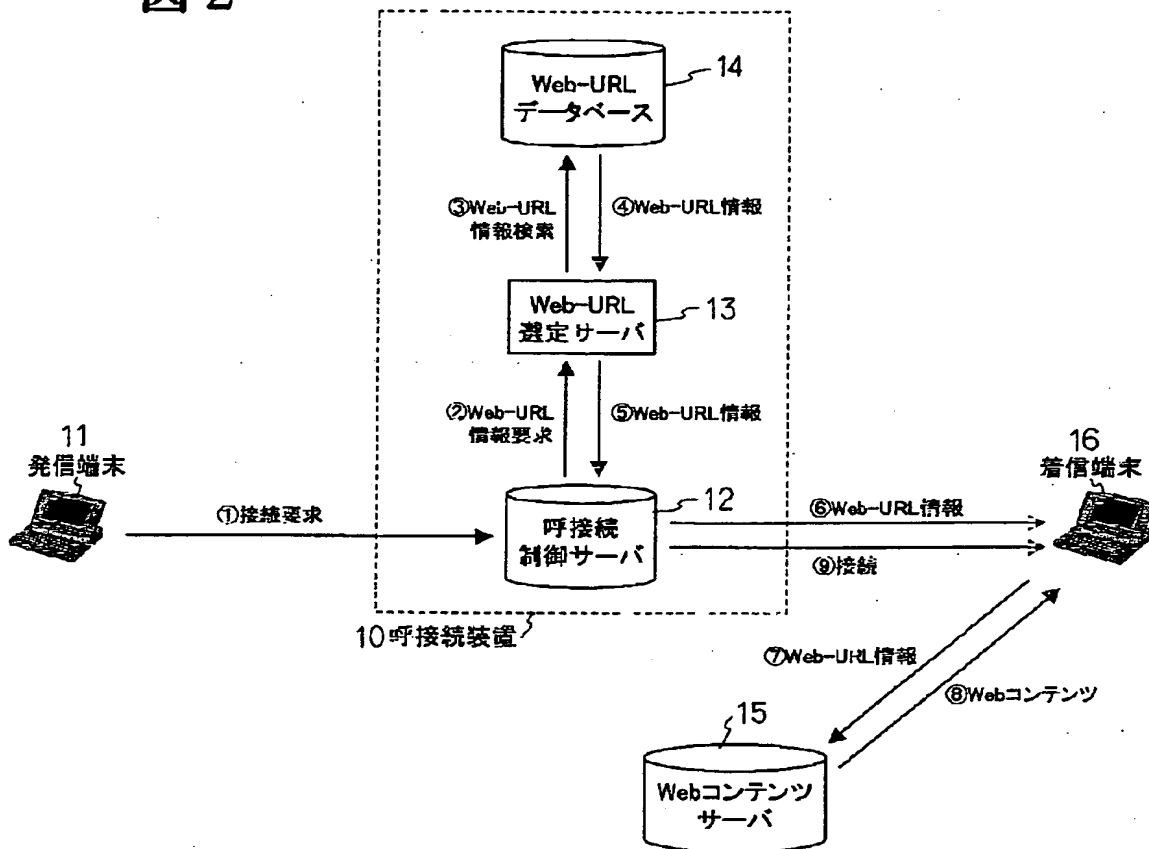 図2
Web-URL
データベース
14
③Web-URL
情報検索
④Web-URL情報
Web-URL
選定サーバ
13
②Web-URL
情報要求
⑤Web-URL情報
11
発信端末
①接続要求
呼接続
制御サーバ
12
⑥Web-URL情報
⑨接続
16
着信端末
10呼接続装置
⑦Web-URL情報
⑧Webコンテンツ
15
Webコンテンツ
サーバ